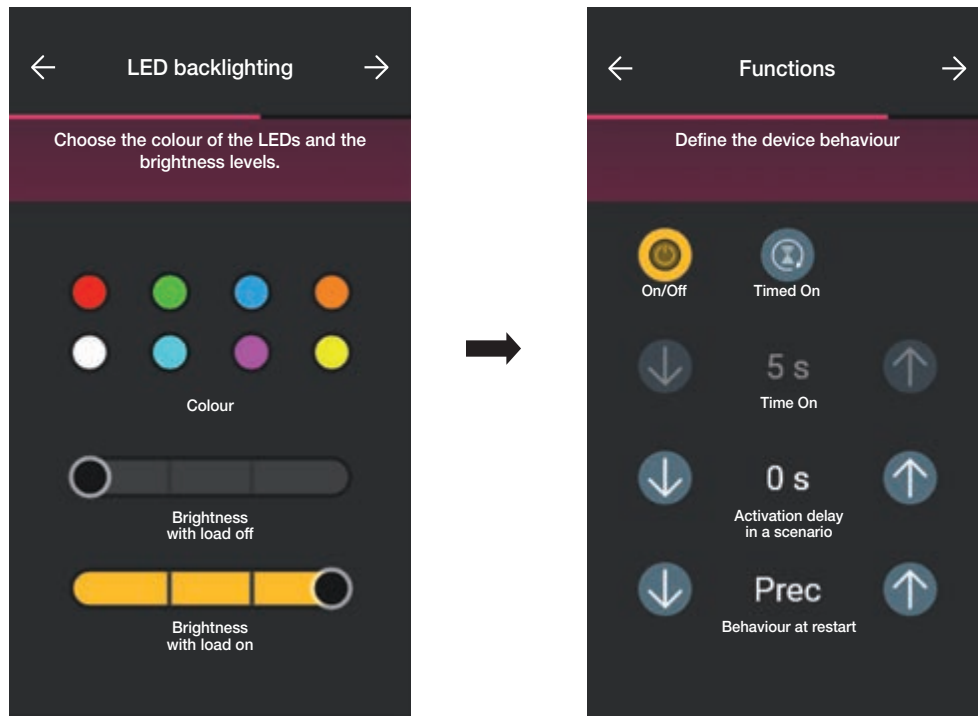 LED backlighting
Choose the colour of the LEDs and the
brightness levels.
Colour
Brightness
with load off
Brightness
with load on
Functions
Define the device behaviour
On/Off
Timed On
5 s
Time On
0 s
Activation delay
in a scenario
Prec
Behaviour at restart